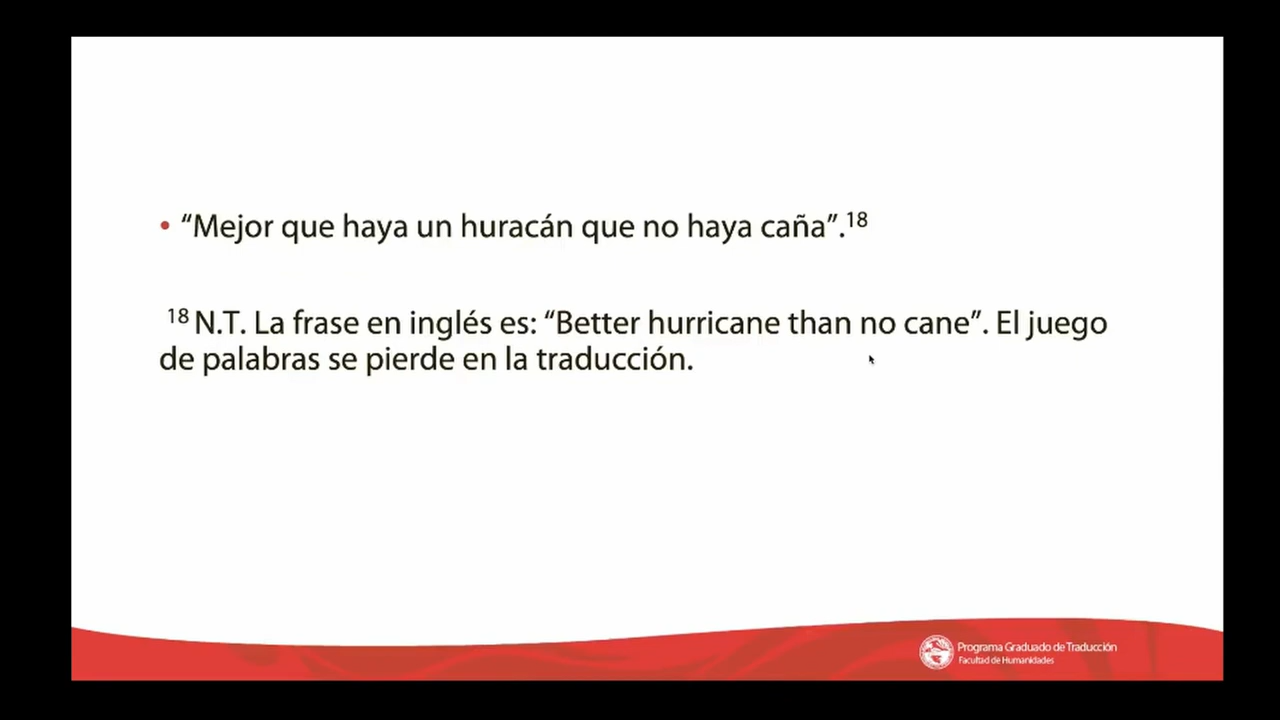 • “Mejor que haya un huracán que no haya caña”.18
18 N.T. La frase en inglés es: “Better hurricane than no cane”. El juego
de palabras se pierde en la traducción.
Programa Graduado de Traducción
Facultad de Humanidades